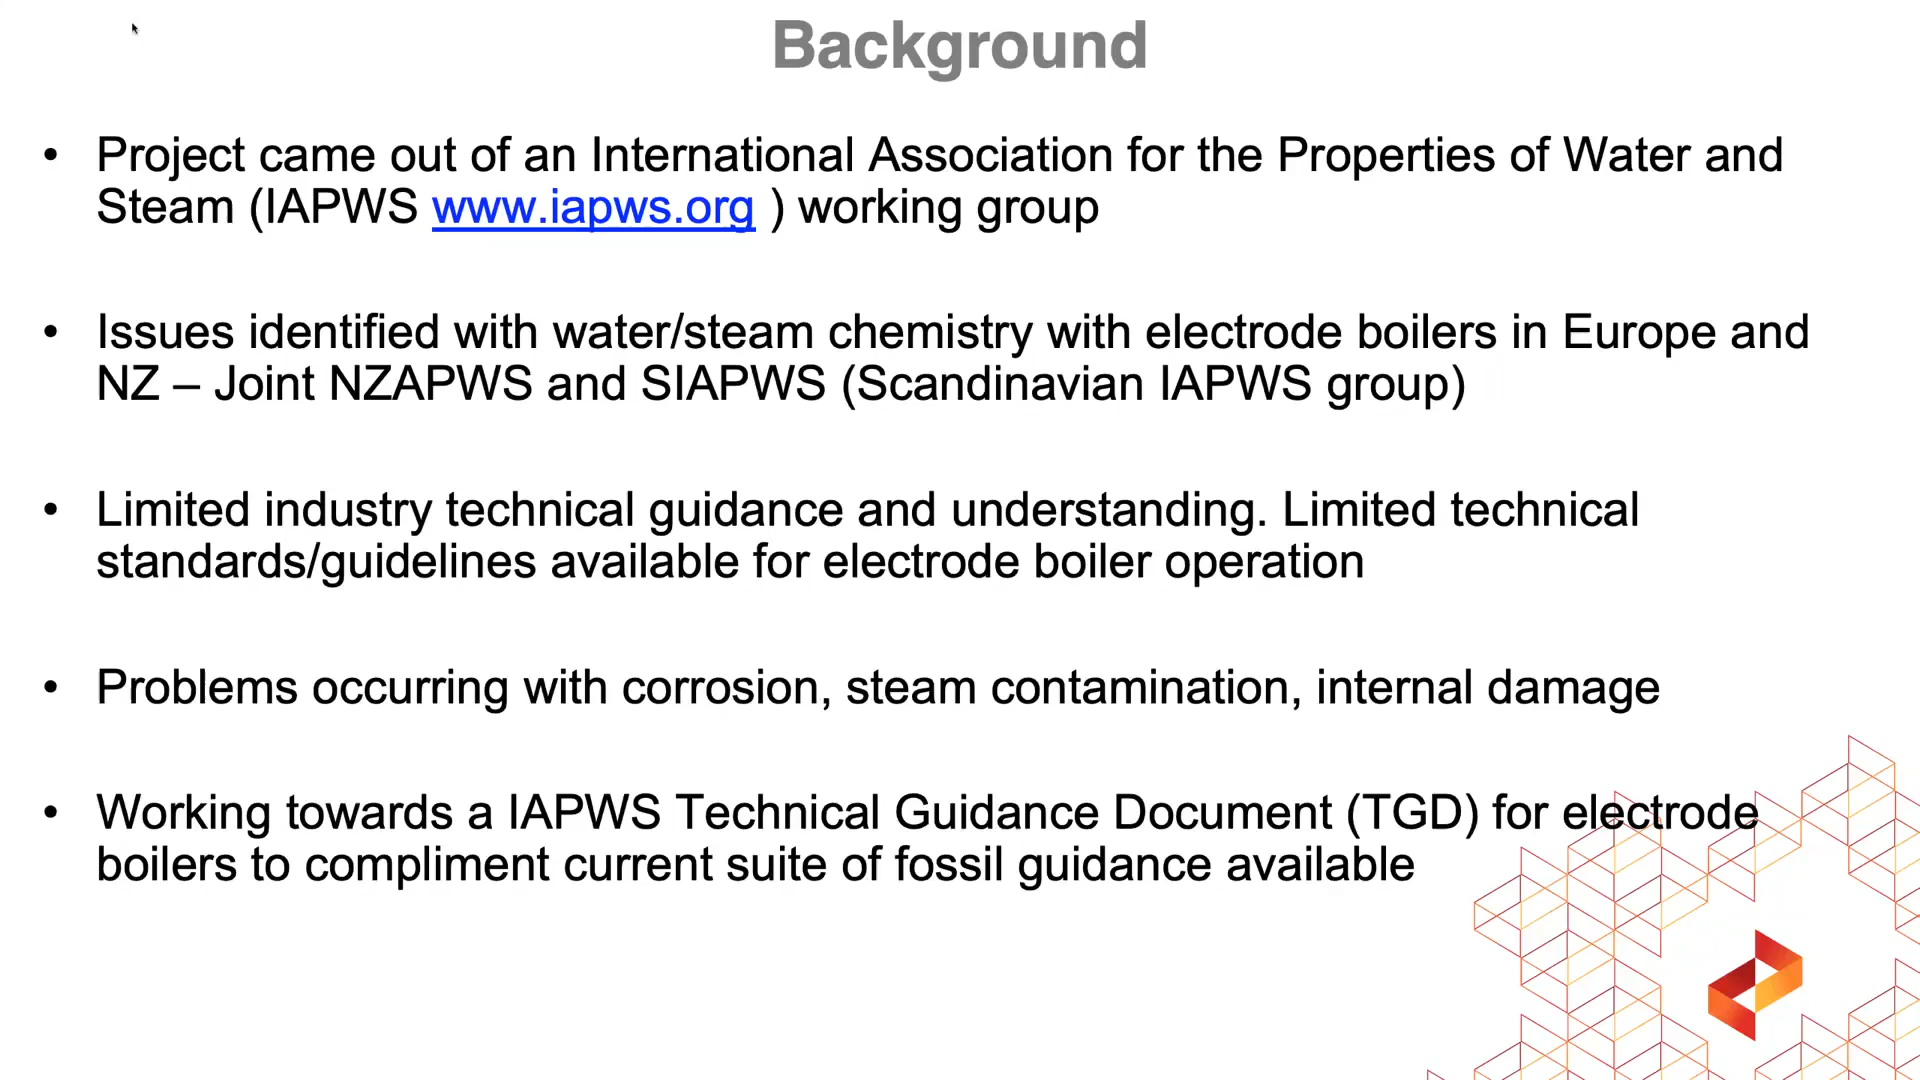 Background
• Project came out of an International Association for the Properties of Water and
Steam (IAPWS www.iapws.org ) working group
• Issues identified with water/steam chemistry with electrode boilers in Europe and
NZ – Joint NZAPWS and SIAPWS (Scandinavian IAPWS group)
• Limited industry technical guidance and understanding. Limited technical
standards/guidelines available for electrode boiler operation
• Problems occurring with corrosion, steam contamination, internal damage
• Working towards a IAPWS Technical Guidance Document (TGD) for electrode
boilers to compliment current suite of fossil guidance available